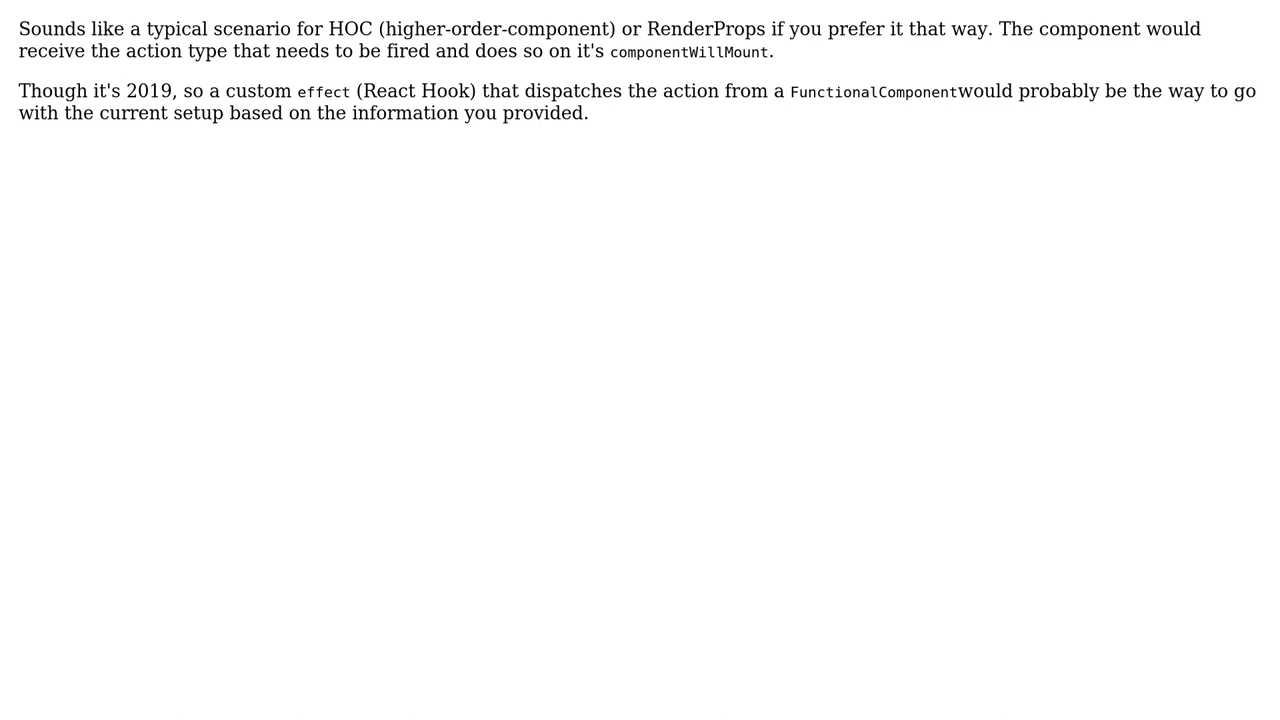 Sounds like a typical scenario for HOC (higher-order-component) or RenderProps if you prefer it that way. The component would
receive the action type that needs to be fired and does so on it's componentWillMount.
Though it's 2019, so a custom effect (React Hook) that dispatches the action from a FunctionalComponentwould probably be the way to go
with the current setup based on the information you provided.